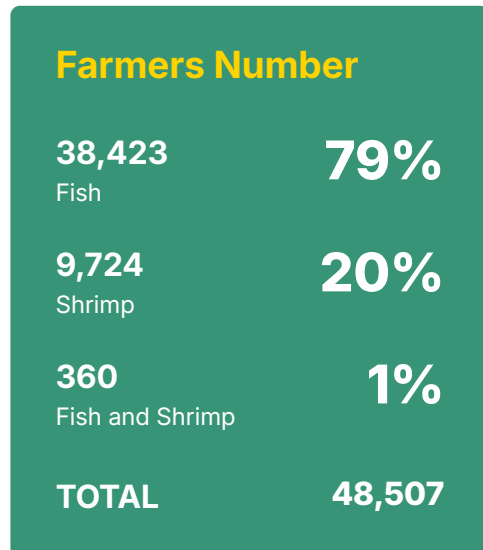 Farmers Number
38,423 79%
Fish
9,724 20%
Shrimp
360 1%
Fish and Shrimp
TOTAL 48,507